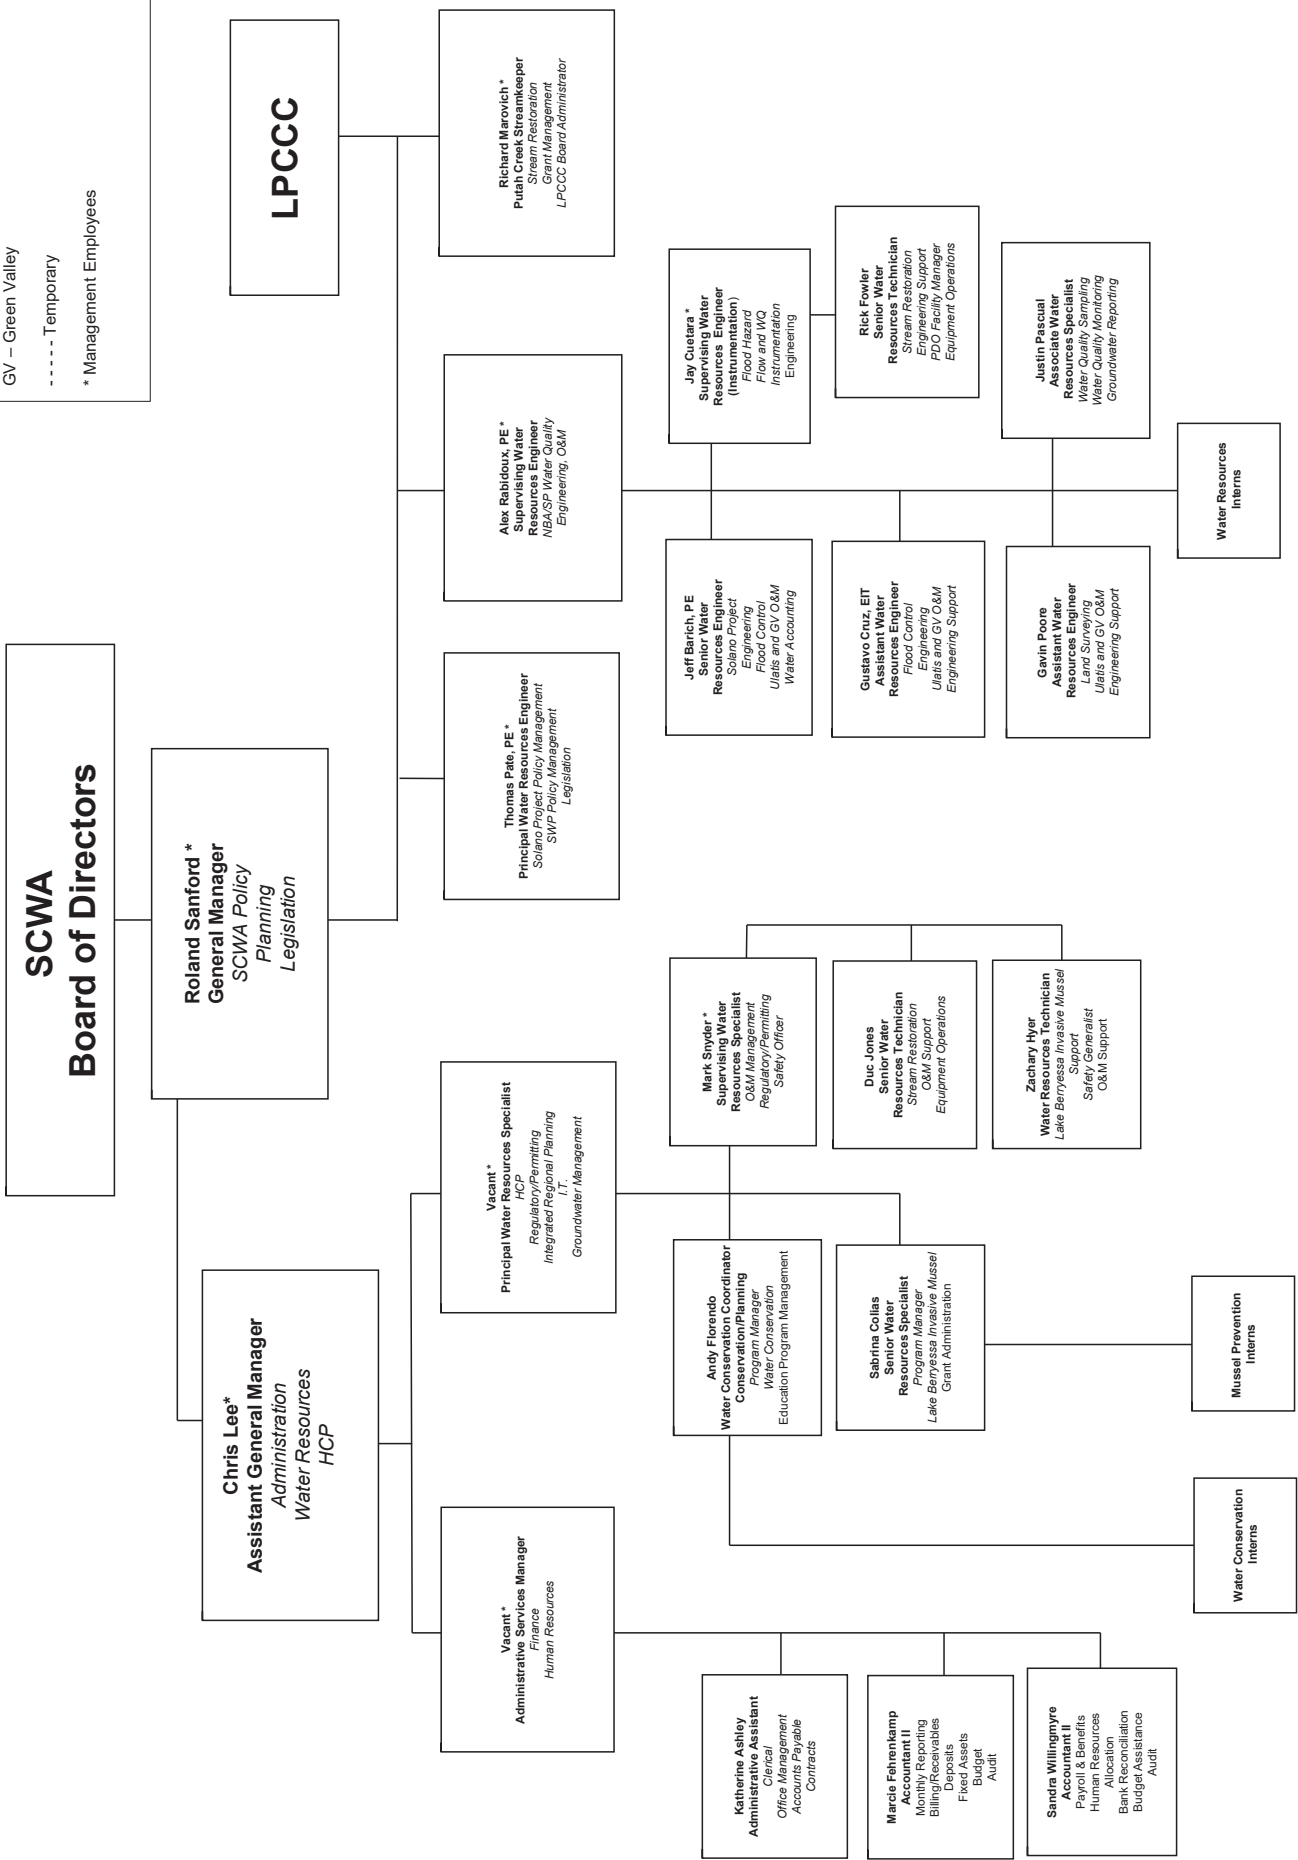 GV – Green Valley
- - - - - Temporary
* Management Employees
SCWA
Board of Directors
LPCCC
Roland Sanford *
General Manager
SCWA Policy
Planning
Legislation
Chris Lee*
Assistant General Manager
Administration
Water Resources
HCP
Vacant *
Administrative Services Manager
Finance
Human Resources
Vacant *
Principal Water Resources Specialist
HCP
Regulatory/Permitting
Integrated Regional Planning
I.T.
Groundwater Management
Thomas Pate, PE *
Principal Water Resources Engineer
Solano Project Policy Management
SWP Policy Management
Legislation
Alex Rabidoux, PE *
Supervising Water
Resources Engineer
NBA/SP Water Quality
Engineering, O&M
Richard Marovich *
Putah Creek Streamkeeper
Stream Restoration
Grant Management
LPCCC Board Administrator
Katherine Ashley
Administrative Assistant
Clerical
Office Management
Accounts Payable
Contracts
Marcie Fehrenkamp
Accountant II
Monthly Reporting
Billing/Receivables
Deposits
Fixed Assets
Budget
Audit
Sandra Willingmyre
Accountant II
Payroll & Benefits
Human Resources
Allocation
Bank Reconciliation
Budget Assistance
Audit
Andy Florendo
Water Conservation Coordinator
Conservation/Planning
Program Manager
Water Conservation
Education Program Management
Sabrina Colias
Senior Water
Resources Specialist
Program Manager
Lake Berryessa Invasive Mussel
Grant Administration
Mark Snyder *
Supervising Water
Resources Specialist
O&M Management
Regulatory/Permitting
Safety Officer
Duc Jones
Senior Water
Resources Technician
Stream Restoration
O&M Support
Equipment Operations
Zachary Hyer
Water Resources Technician
Lake Berryessa Invasive Mussel
Support
Safety Generalist
O&M Support
Jeff Barich, PE
Senior Water
Resources Engineer
Solano Project
Engineering
Flood Control
Ulatis and GV O&M
Water Accounting
Gustavo Cruz, EIT
Assistant Water
Resources Engineer
Flood Control
Engineering
Ulatis and GV O&M
Engineering Support
Gavin Poore
Assistant Water
Resources Engineer
Land Surveying
Ulatis and GV O&M
Engineering Support
Jay Cuetara *
Supervising Water
Resources Engineer
(Instrumentation)
Flood Hazard
Flow and WQ
Instrumentation
Engineering
Rick Fowler
Senior Water
Resources Technician
Stream Restoration
Engineering Support
PDO Facility Manager
Equipment Operations
Justin Pascual
Associate Water
Resources Specialist
Water Quality Sampling
Water Quality Monitoring
Groundwater Reporting
Water Conservation
Interns
Mussel Prevention
Interns
Water Resources
Interns